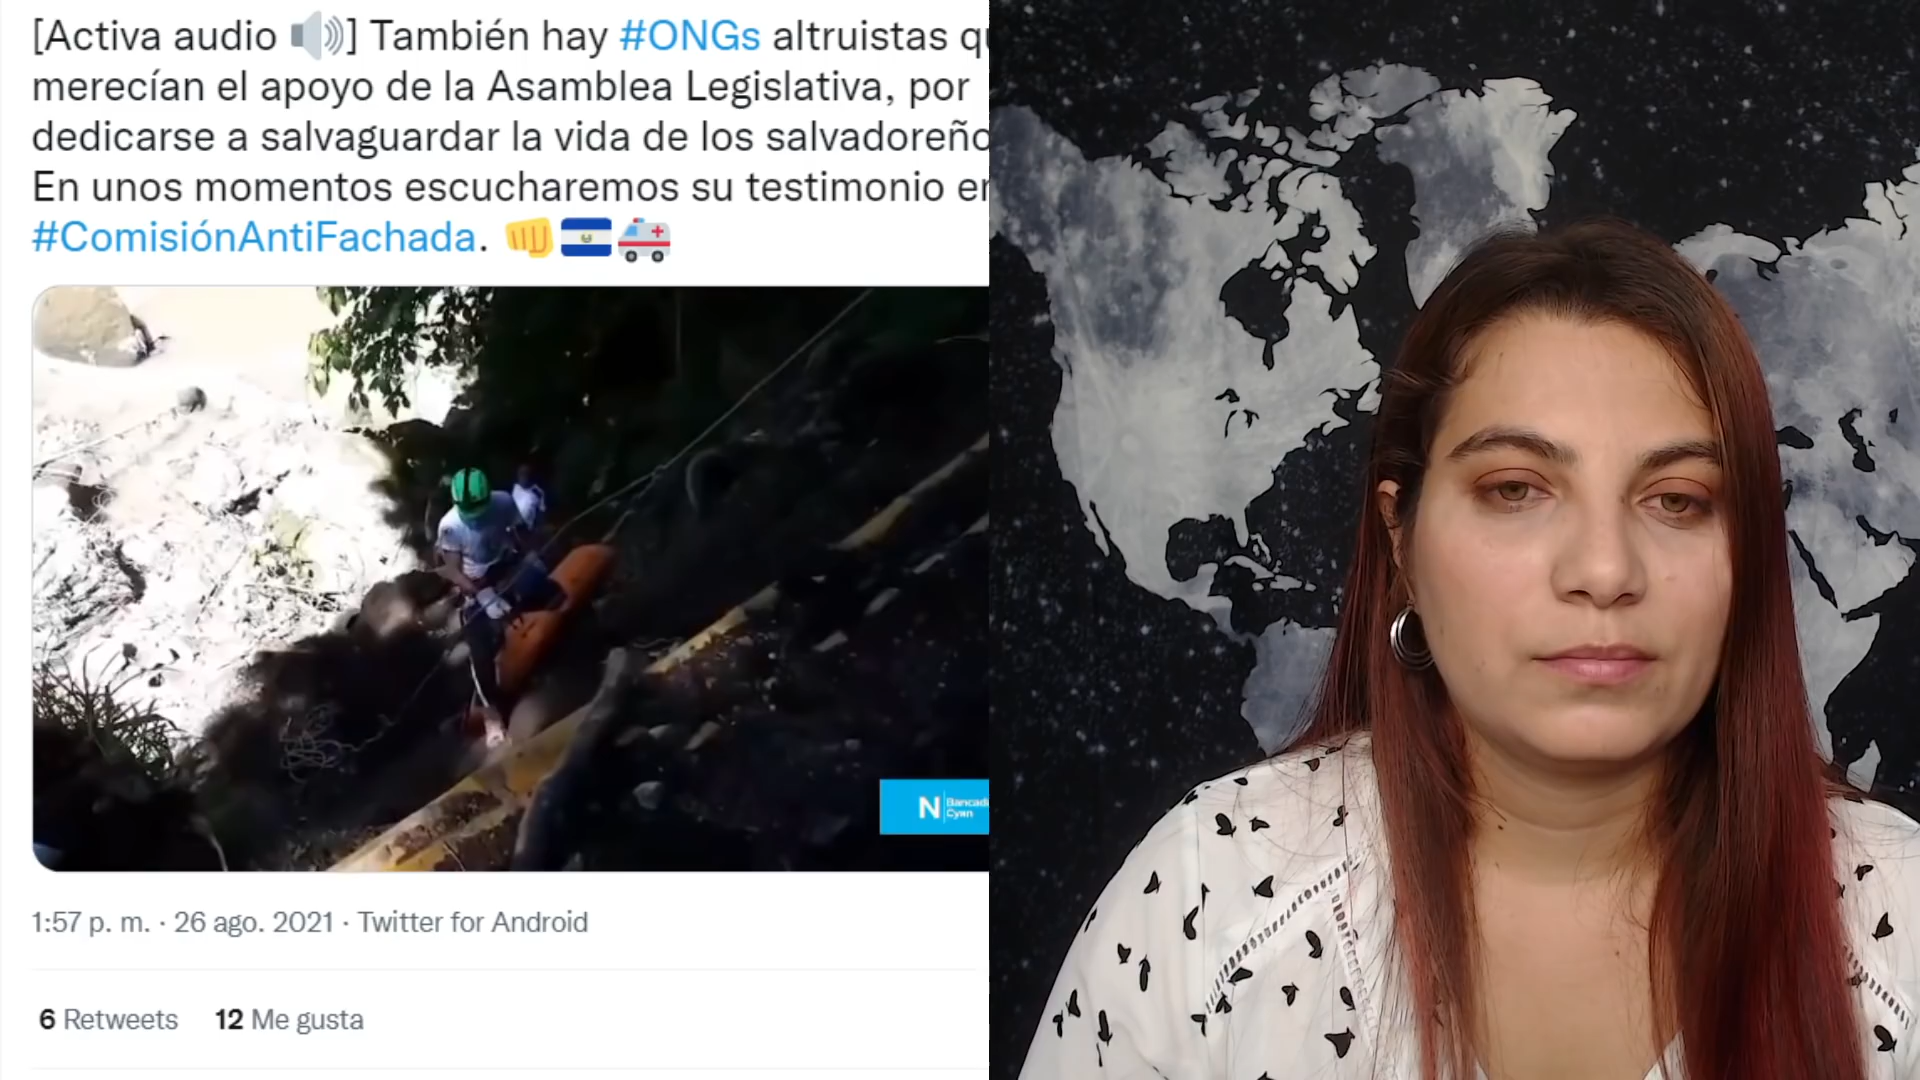 [Activa audio 🔊] También hay #ONGs altruistas
merecían el apoyo de la Asamblea Legislativa, por
dedicarse a salvaguardar la vida de los salvadoreño
En unos momentos escucharemos su testimonio
#ComisiónAntiFachada. 👊🇸🇻🚑
N Bancad
Cyan
1:57 p. m. · 26 ago. 2021 · Twitter for Android
6 Retweets 12 Me gusta